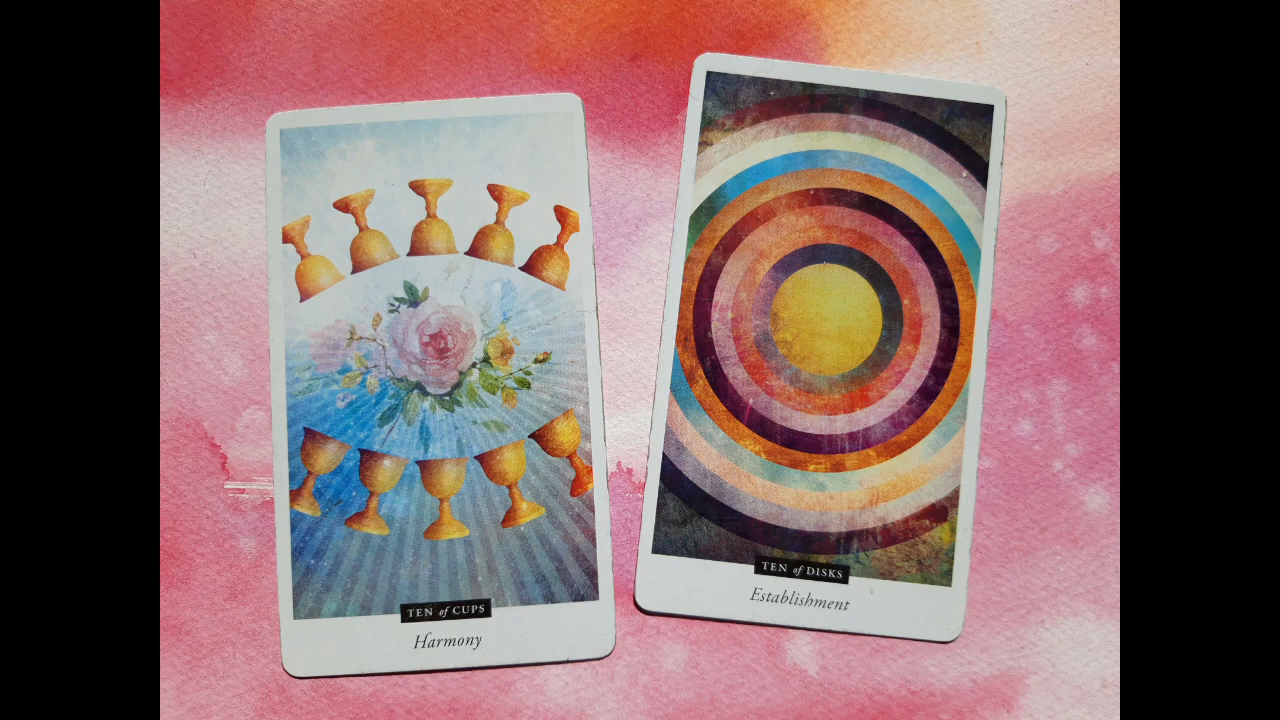 TEN of CUPS
Harmony
TEN of DISKS
Establishment